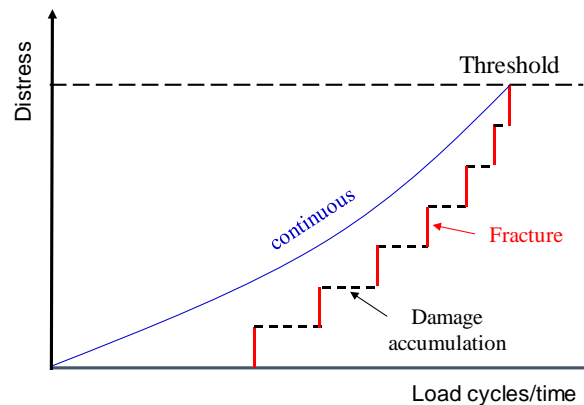 Distress
Threshold
continuous
Fracture
Damage
accumulation
Load cycles/time